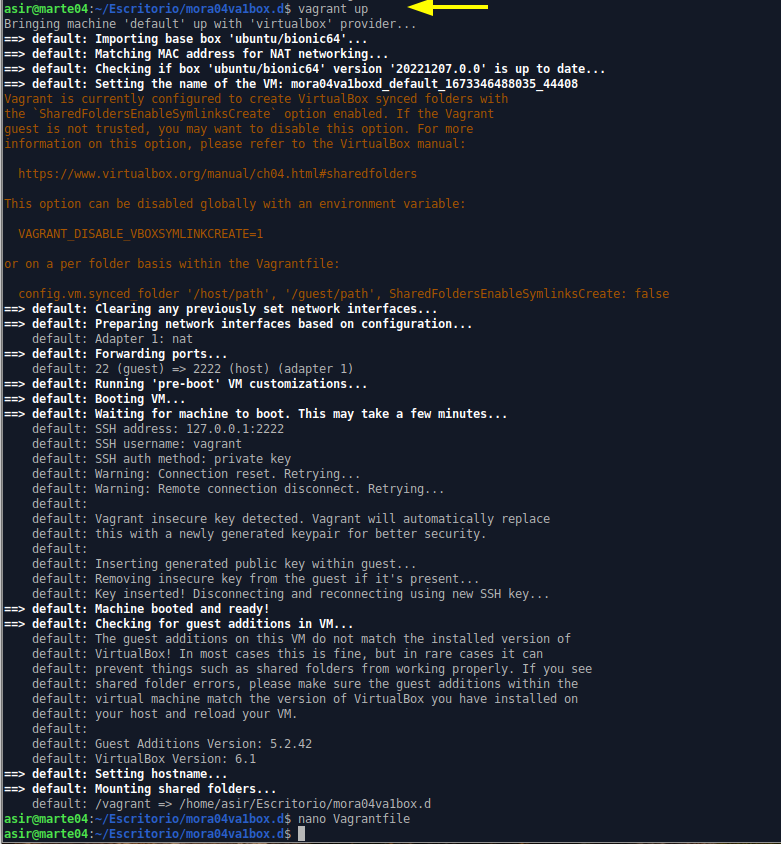 asir@marte04:~/Escritorio/mora04va1box.d$ vagrant up
Bringing machine 'default' up with 'virtualbox' provider...
==> default: Importing base box 'ubuntu/bionic64'...
==> default: Matching MAC address for NAT networking...
==> default: Checking if box 'ubuntu/bionic64' version '20221207.0.0' is up to date...
==> default: Setting the name of the VM: mora04va1boxd_default_1673346488035_44408
Vagrant is currently configured to create VirtualBox synced folders with
the `SharedFoldersEnableSymlinksCreate` option enabled. If the Vagrant
guest is not trusted, you may want to disable this option. For more
information on this option, please refer to the VirtualBox manual:
https://www.virtualbox.org/manual/ch04.html#sharedfolders
This option can be disabled globally with an environment variable:
VAGRANT_DISABLE_VBOXSYMLINKCREATE=1
or on a per folder basis within the Vagrantfile:
config.vm.synced_folder '/host/path', '/guest/path', SharedFoldersEnableSymlinksCreate: false
==> default: Clearing any previously set network interfaces...
==> default: Preparing network interfaces based on configuration...
default: Adapter 1: nat
==> default: Forwarding ports...
default: 22 (guest) => 2222 (host) (adapter 1)
==> default: Running 'pre-boot' VM customizations...
==> default: Booting VM...
==> default: Waiting for machine to boot. This may take a few minutes...
default: SSH address: 127.0.0.1:2222
default: SSH username: vagrant
default: SSH auth method: private key
default: Warning: Connection reset. Retrying...
default: Warning: Remote connection disconnect. Retrying...
default:
default: Vagrant insecure key detected. Vagrant will automatically replace
default: this with a newly generated keypair for better security.
default:
default: Inserting generated public key within guest...
default: Removing insecure key from the guest if it's present...
default: Key inserted! Disconnecting and reconnecting using new SSH key...
==> default: Machine booted and ready!
==> default: Checking for guest additions in VM...
default: The guest additions on this VM do not match the installed version of
default: VirtualBox! In most cases this is fine, but in rare cases it can
default: prevent things such as shared folders from working properly. If you see
default: shared folder errors, please make sure the guest additions within the
default: virtual machine match the version of VirtualBox you have installed on
default: your host and reload your VM.
default:
default: Guest Additions Version: 5.2.42
default: VirtualBox Version: 6.1
==> default: Setting hostname...
==> default: Mounting shared folders...
default: /vagrant => /home/asir/Escritorio/mora04va1box.d
asir@marte04:~/Escritorio/mora04va1box.d$ nano Vagrantfile
asir@marte04:~/Escritorio/mora04va1box.d$